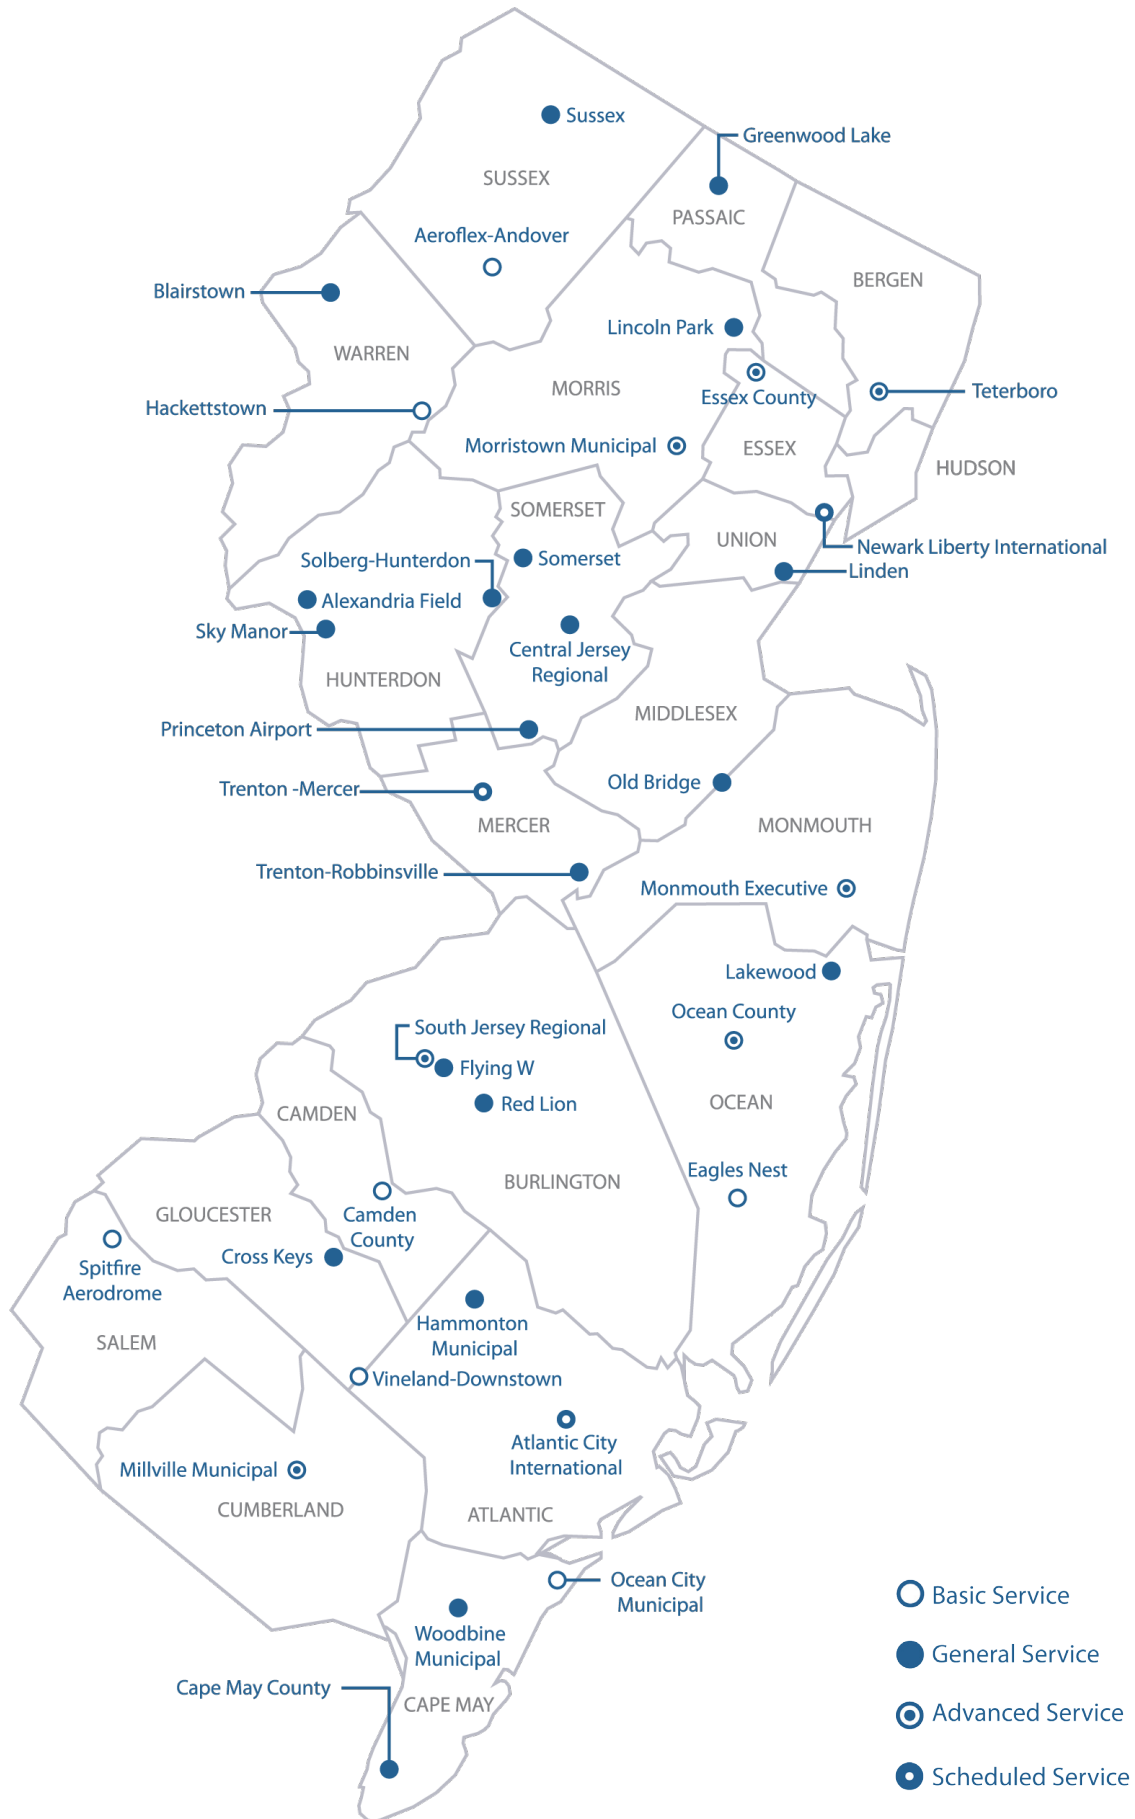 Sussex
Greenwood Lake
SUSSEX
PASSAIC
Aeroflex-Andover
BERGEN
Blairstown
Lincoln Park
WARREN
MORRIS
Essex County
Teterboro
Hackettstown
Morristown Municipal
ESSEX
HUDSON
SOMERSET
UNION
Newark Liberty International
Solberg-Hunterdon
Somerset
Linden
Alexandria Field
Sky Manor
Central Jersey
Regional
HUNTERDON
MIDDLESEX
Princeton Airport
Old Bridge
Trenton -Mercer
MERCER
MONMOUTH
Trenton-Robbinsville
Monmouth Executive
Lakewood
Ocean County
South Jersey Regional
Flying W
Red Lion
OCEAN
CAMDEN
Eagles Nest
BURLINGTON
GLOUCESTER
Camden
County
Cross Keys
Spitfire
Aerodrome
Hammonton
Municipal
SALEM
Vineland-Downstown
Atlantic City
International
Millville Municipal
CUMBERLAND
ATLANTIC
Ocean City
Municipal
Woodbine
Municipal
Cape May County
CAPE MAY
Basic Service
General Service
Advanced Service
Scheduled Service